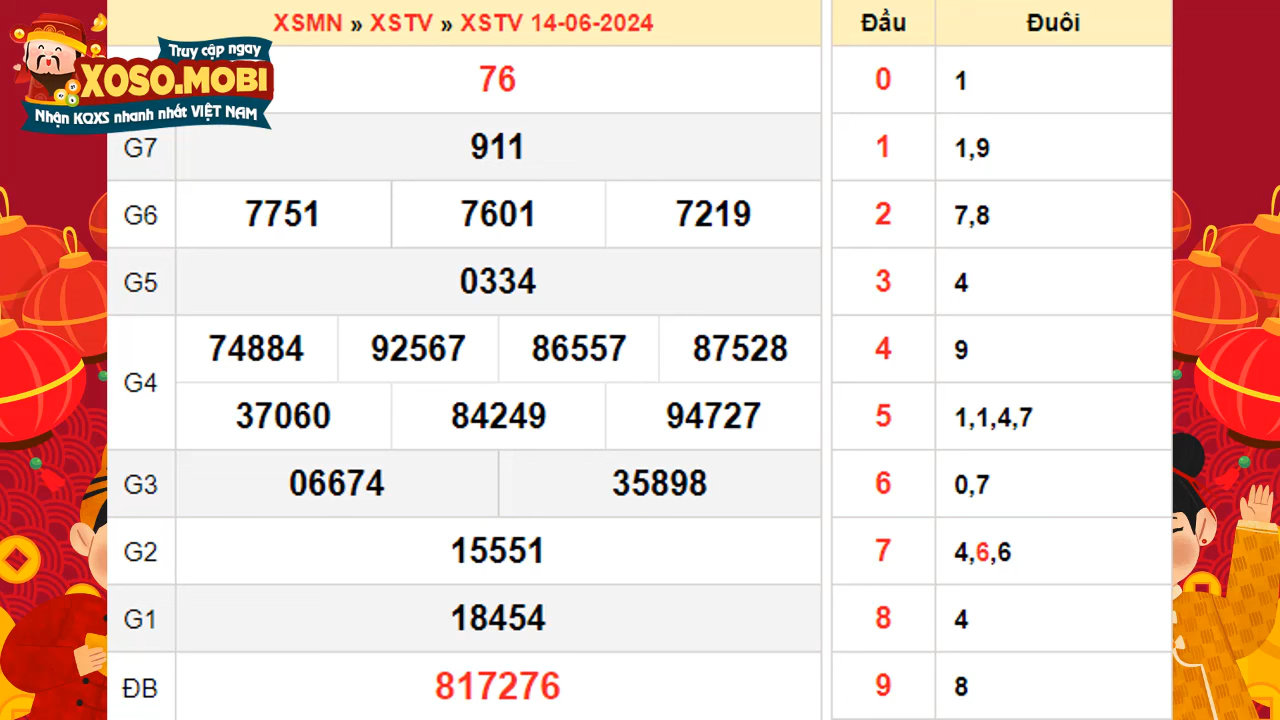 XSMN » XSTV » XSTV 14-06-2024
Truy cập ngay
XOSO.MOBI
Nhận KQXS nhanh nhất VIỆT NAM
76
G7 911
G6 7751 7601 7219
G5 0334
G4 74884 92567 86557 87528
37060 84249 94727
G3 06674 35898
G2 15551
G1 18454
ĐB 817276
Đầu Đuôi
0 1
1 1,9
2 7,8
3 4
4 9
5 1,1,4,7
6 0,7
7 4,6,6
8 4
9 8